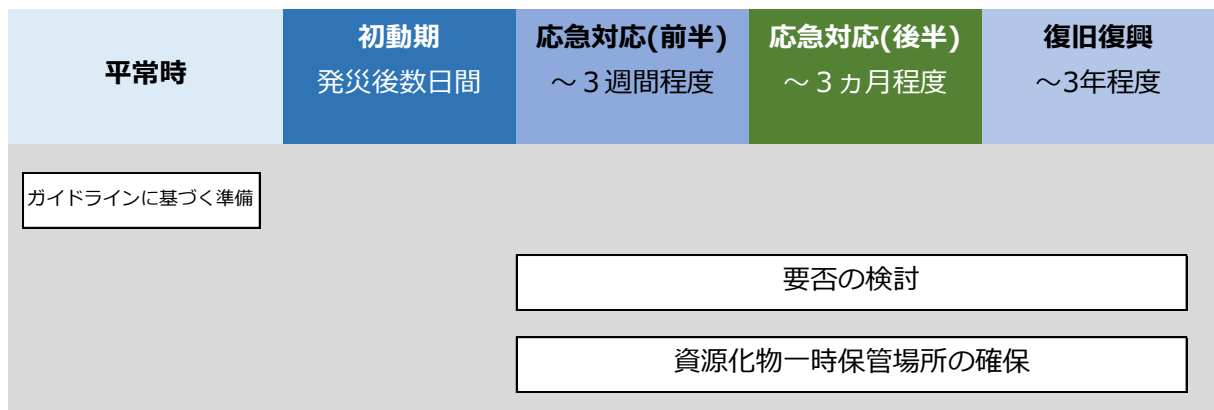 平常時
初動期
発災後数日間
応急対応(前半)
～３週間程度
応急対応(後半)
～３ヵ月程度
復旧復興
～3年程度
ガイドラインに基づく準備
要否の検討
資源化物一時保管場所の確保